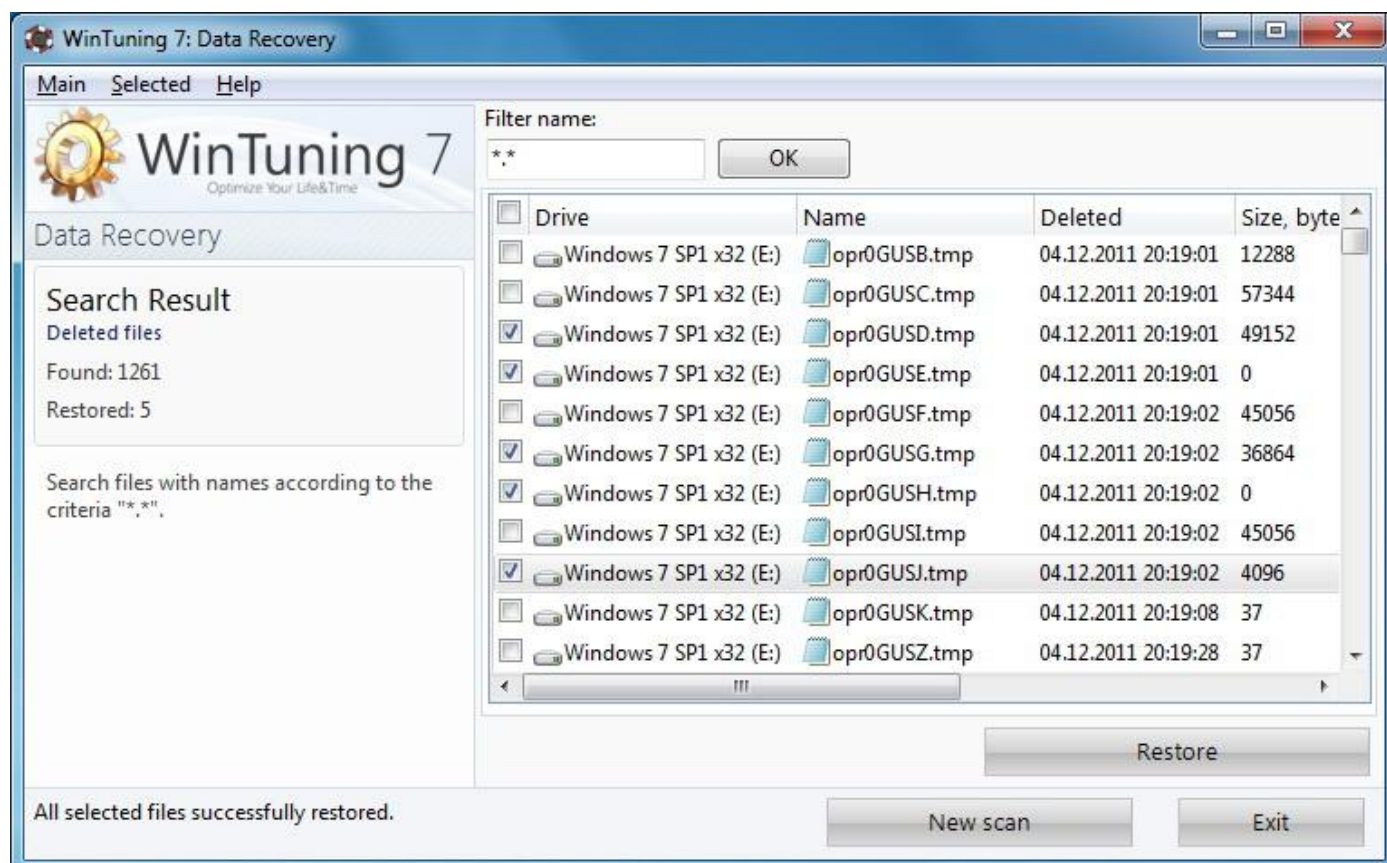 WinTuning 7: Data Recovery
Main Selected Help
WinTuning 7
Optimize Your Life&Time
Data Recovery
Search Result
Deleted files
Found: 1261
Restored: 5
Search files with names according to the
criteria "*.*".
Filter name:
*.* OK
Drive Name Deleted Size, byte
Windows 7 SP1 x32 (E:) opr0GUSB.tmp 04.12.2011 20:19:01 12288
Windows 7 SP1 x32 (E:) opr0GUSC.tmp 04.12.2011 20:19:01 57344
Windows 7 SP1 x32 (E:) opr0GUSD.tmp 04.12.2011 20:19:01 49152
Windows 7 SP1 x32 (E:) opr0GUSE.tmp 04.12.2011 20:19:01 0
Windows 7 SP1 x32 (E:) opr0GUSF.tmp 04.12.2011 20:19:02 45056
Windows 7 SP1 x32 (E:) opr0GUSG.tmp 04.12.2011 20:19:02 36864
Windows 7 SP1 x32 (E:) opr0GUSH.tmp 04.12.2011 20:19:02 0
Windows 7 SP1 x32 (E:) opr0GUSI.tmp 04.12.2011 20:19:02 45056
Windows 7 SP1 x32 (E:) opr0GUSJ.tmp 04.12.2011 20:19:02 4096
Windows 7 SP1 x32 (E:) opr0GUSK.tmp 04.12.2011 20:19:08 37
Windows 7 SP1 x32 (E:) opr0GUSZ.tmp 04.12.2011 20:19:28 37
Restore
All selected files successfully restored.
New scan Exit